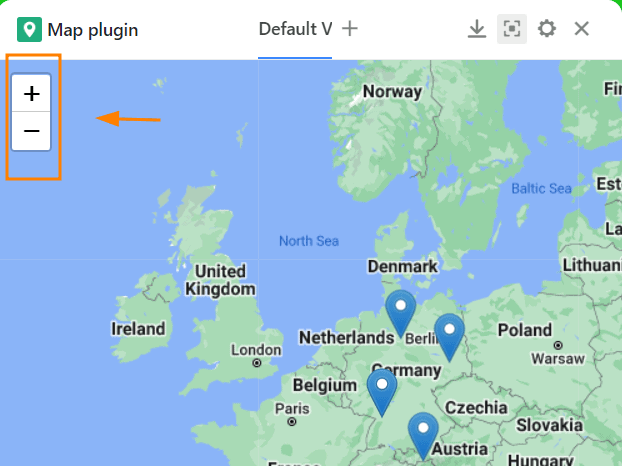 Map plugin
Default V
+
−
Norway
Fi
Baltic Sea
Est
North Sea
La
Denmark
Lithuani
United
Kingdom
Ireland
Netherlands
Berli
Poland
London
Warsaw
Germany
Belgium
Paris
Czechia
Slovakia
Austria
Hungary
France